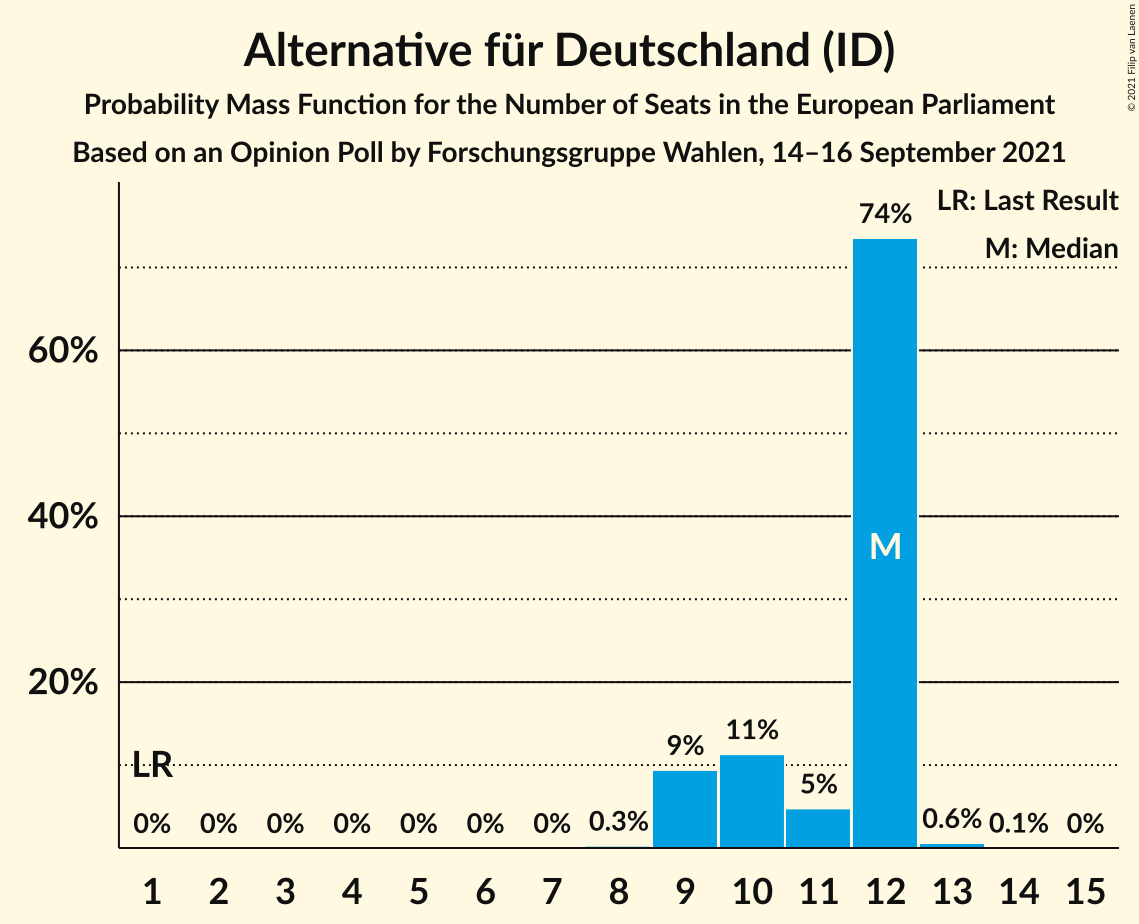 Alternative für Deutschland (ID)
Probability Mass Function for the Number of Seats in the European Parliament
Based on an Opinion Poll by Forschungsgruppe Wahlen, 14–16 September 2021
© 2021 Filip van Laenen
LR: Last Result
M: Median
60%
40%
20%
LR
0% 0% 0% 0% 0% 0% 0% 0.3% 9% 11% 5% 74% 0.6% 0.1% 0%
M
1 2 3 4 5 6 7 8 9 10 11 12 13 14 15